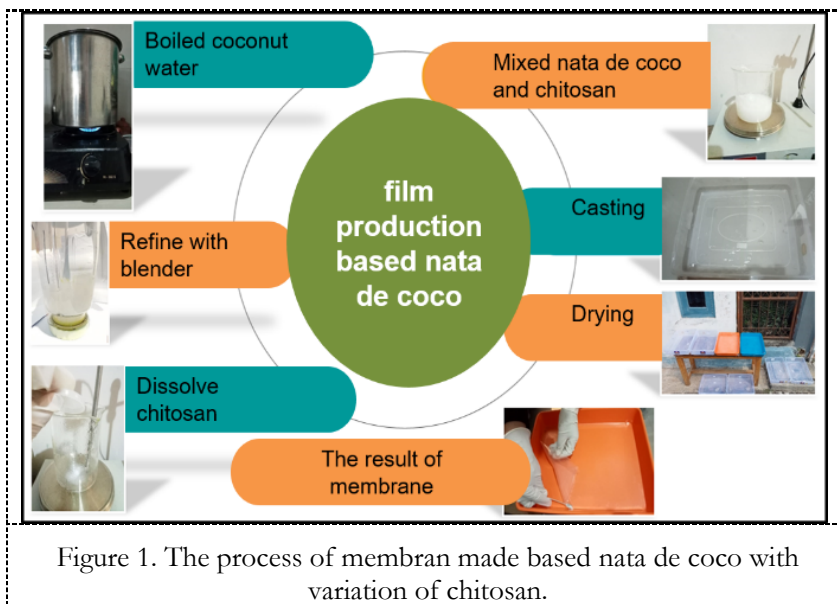 Boiled coconut
water
Refine with
blender
Dissolve
chitosan
Mixed nata de coco
and chitosan
Casting
Drying
The result of
membrane
film
production
based nata
de coco
Figure 1. The process of membran made based nata de coco with
variation of chitosan.